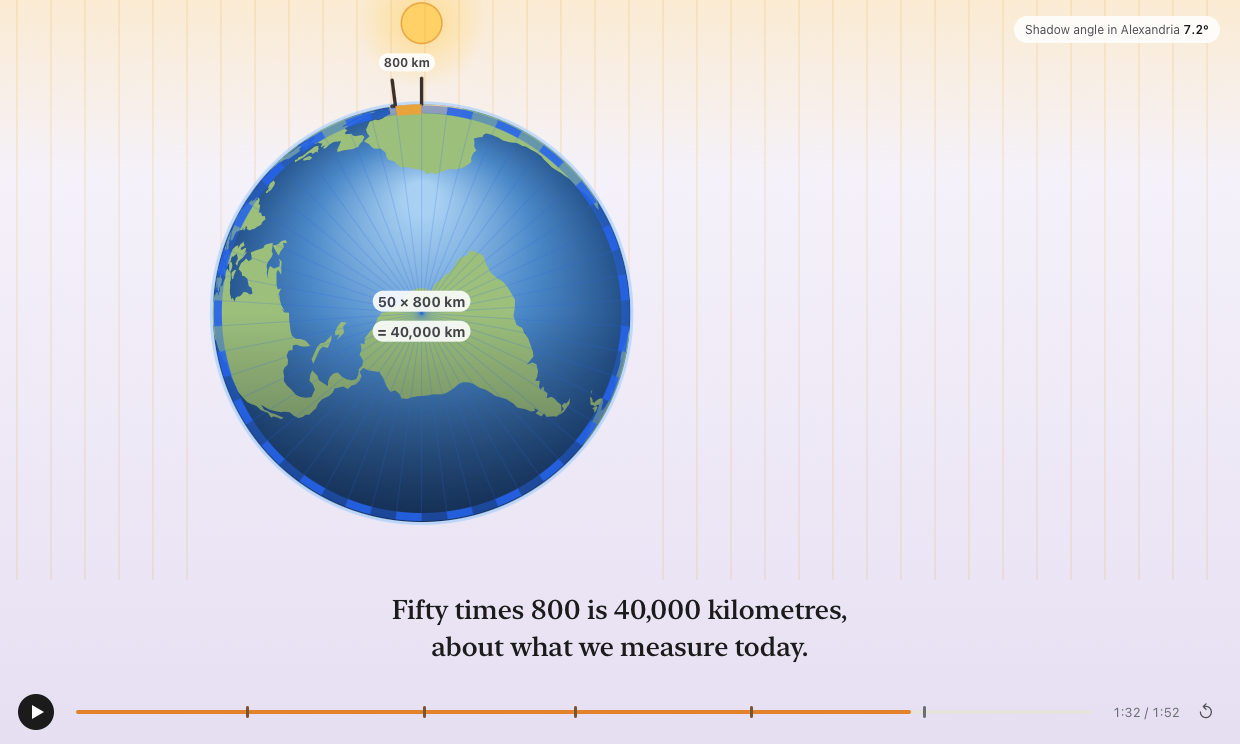 Shadow angle in Alexandria 7.2°
800 km
50 × 800 km
= 40,000 km
Fifty times 800 is 40,000 kilometres,
about what we measure today.
1:32 / 1:52